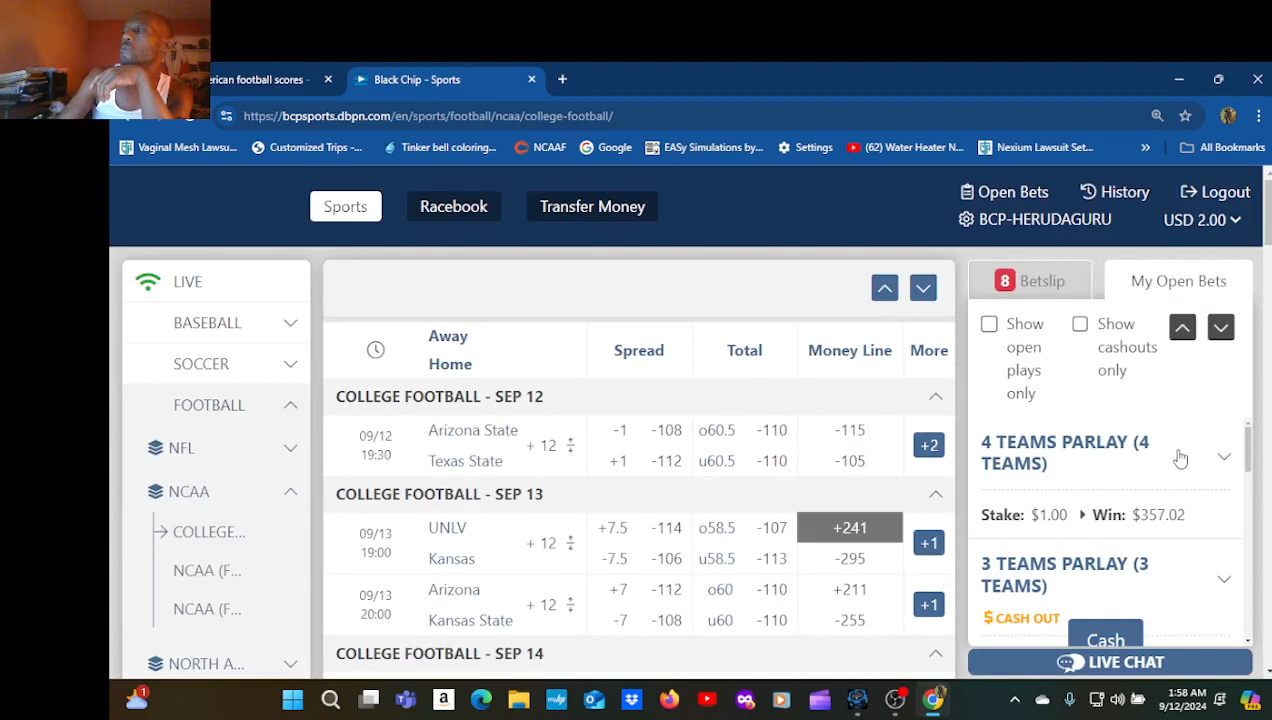 erican football scores -
Black Chip - Sports
https://bcpsports.dbpn.com/en/sports/football/ncaa/college-football/
Vaginal Mesh Lawsu... Customized Trips -... Tinker bell coloring... NCAAF Google EASy Simulations by... Settings (62) Water Heater N... Nexium Lawsuit Set... » All Bookmarks
Sports Racebook Transfer Money
Open Bets History Logout
BCP-HERUDAGURU USD 2.00
LIVE
BASEBALL
SOCCER
FOOTBALL
NFL
NCAA
COLLEGE...
NCAA (F...
NCAA (F...
NORTH A...
Away
Home
Spread Total Money Line More
COLLEGE FOOTBALL - SEP 12
09/12
19:30
Arizona State -1 -108 o60.5 -110 -115
+ 12 +2
Texas State +1 -112 u60.5 -110 -105
COLLEGE FOOTBALL - SEP 13
09/13
19:00
UNLV +7.5 -114 o58.5 -107 +241
+ 12 +1
Kansas -7.5 -106 u58.5 -113 -295
09/13
20:00
Arizona +7 -112 o60 -110 +211
+ 12 +1
Kansas State -7 -108 u60 -110 -255
COLLEGE FOOTBALL - SEP 14
8 Betslip
My Open Bets
Show
open
plays
only
Show
cashouts
only
4 TEAMS PARLAY (4
TEAMS)
Stake: $1.00 Win: $357.02
3 TEAMS PARLAY (3
TEAMS)
$ CASH OUT
Cash
LIVE CHAT
1
1:58 AM
9/12/2024